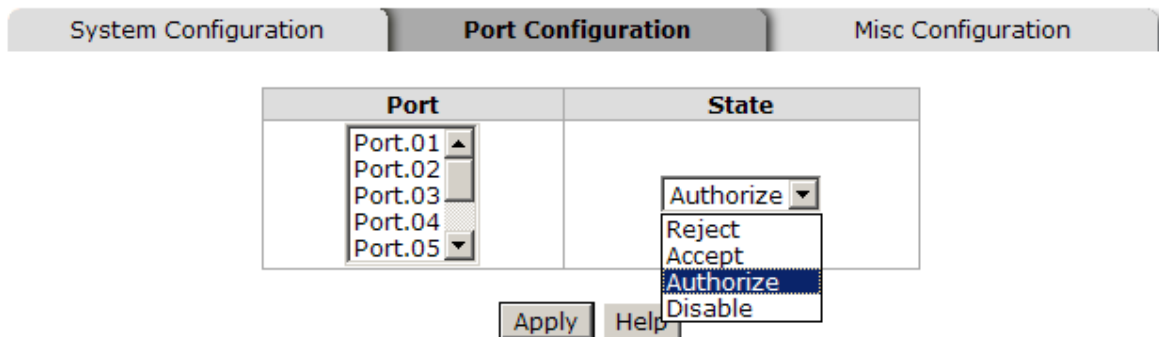 System Configuration Port Configuration Misc Configuration
Port State
Port.01
Port.02
Port.03
Port.04
Port.05
Authorize
Reject
Accept
Authorize
Disable
Apply Help